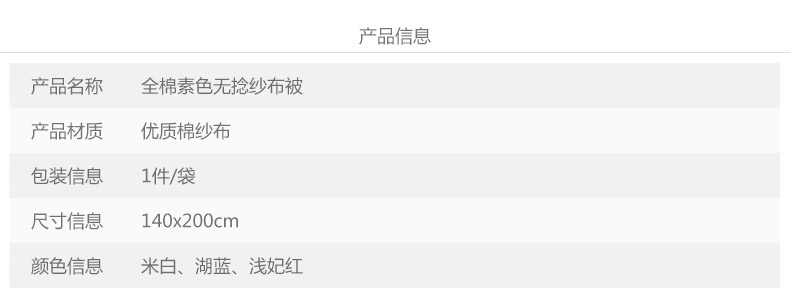 产品信息
产品名称 全棉素色无捻纱布被
产品材质 优质棉纱布
包装信息 1件/袋
尺寸信息 140x200cm
颜色信息 米白、湖蓝、浅妃红